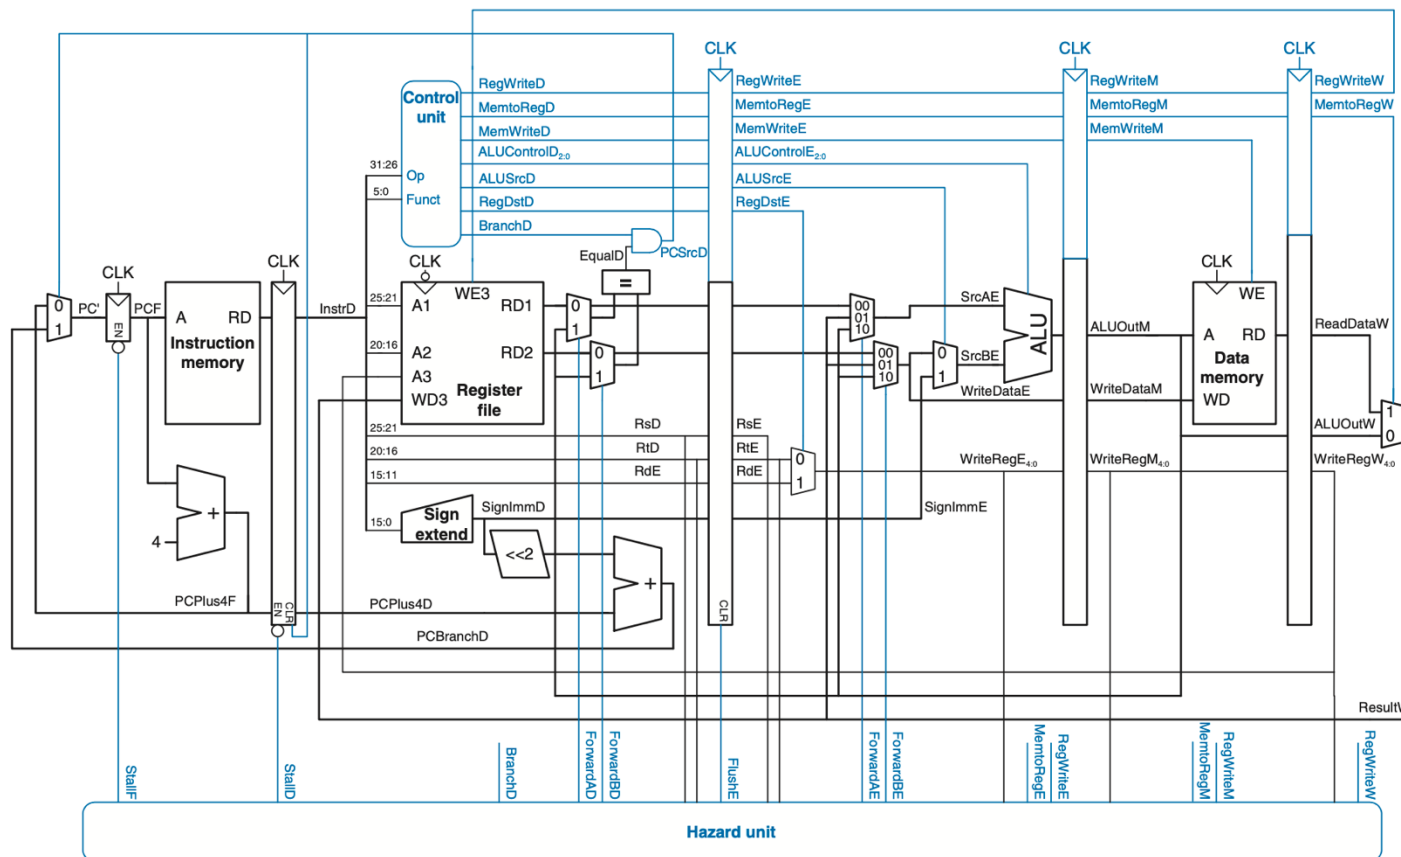 CLK
CLK
CLK
RegWriteD
RegWriteE
RegWriteM
RegWriteW
Control
unit
MemtoRegD
MemtoRegE
MemtoRegM
MemtoRegW
MemWriteD
MemWriteE
MemWriteM
ALUControlD2:0
ALUControlE2:0
31:26
Op
ALUSrcD
ALUSrcE
5:0
Funct
RegDstD
RegDstE
BranchD
EqualD
PCSrcD
CLK
CLK
CLK
CLK
=
WE3
WE
0
1
PC'
PCF
EN
A
RD
Instruction
memory
InstrD
25:21
A1
RD1
0
1
00
01
10
SrcAE
20:16
A2
RD2
0
1
00
01
10
0
1
SrcBE
ALU
ALUOutM
A
RD
Data
memory
ReadDataW
A3
WD3
Register
file
WriteDataE
WriteDataM
WD
ALUOutW
1
0
25:21
RsD
RsE
20:16
RtD
RtE
0
1
WriteRegE4:0
WriteRegM4:0
WriteRegW4:0
15:11
RdE
RdE
15:0
Sign
extend
SignImmD
SignImmE
+
4
<<2
+
PCPlus4F
EN
CLR
PCPlus4D
CLR
PCBranchD
ResultW
StallF
StallD
BranchD
ForwardAD
ForwardBD
FlushE
ForwardAE
ForwardBE
MemtoRegE
RegWriteE
MemtoRegM
RegWriteM
RegWriteW
Hazard unit